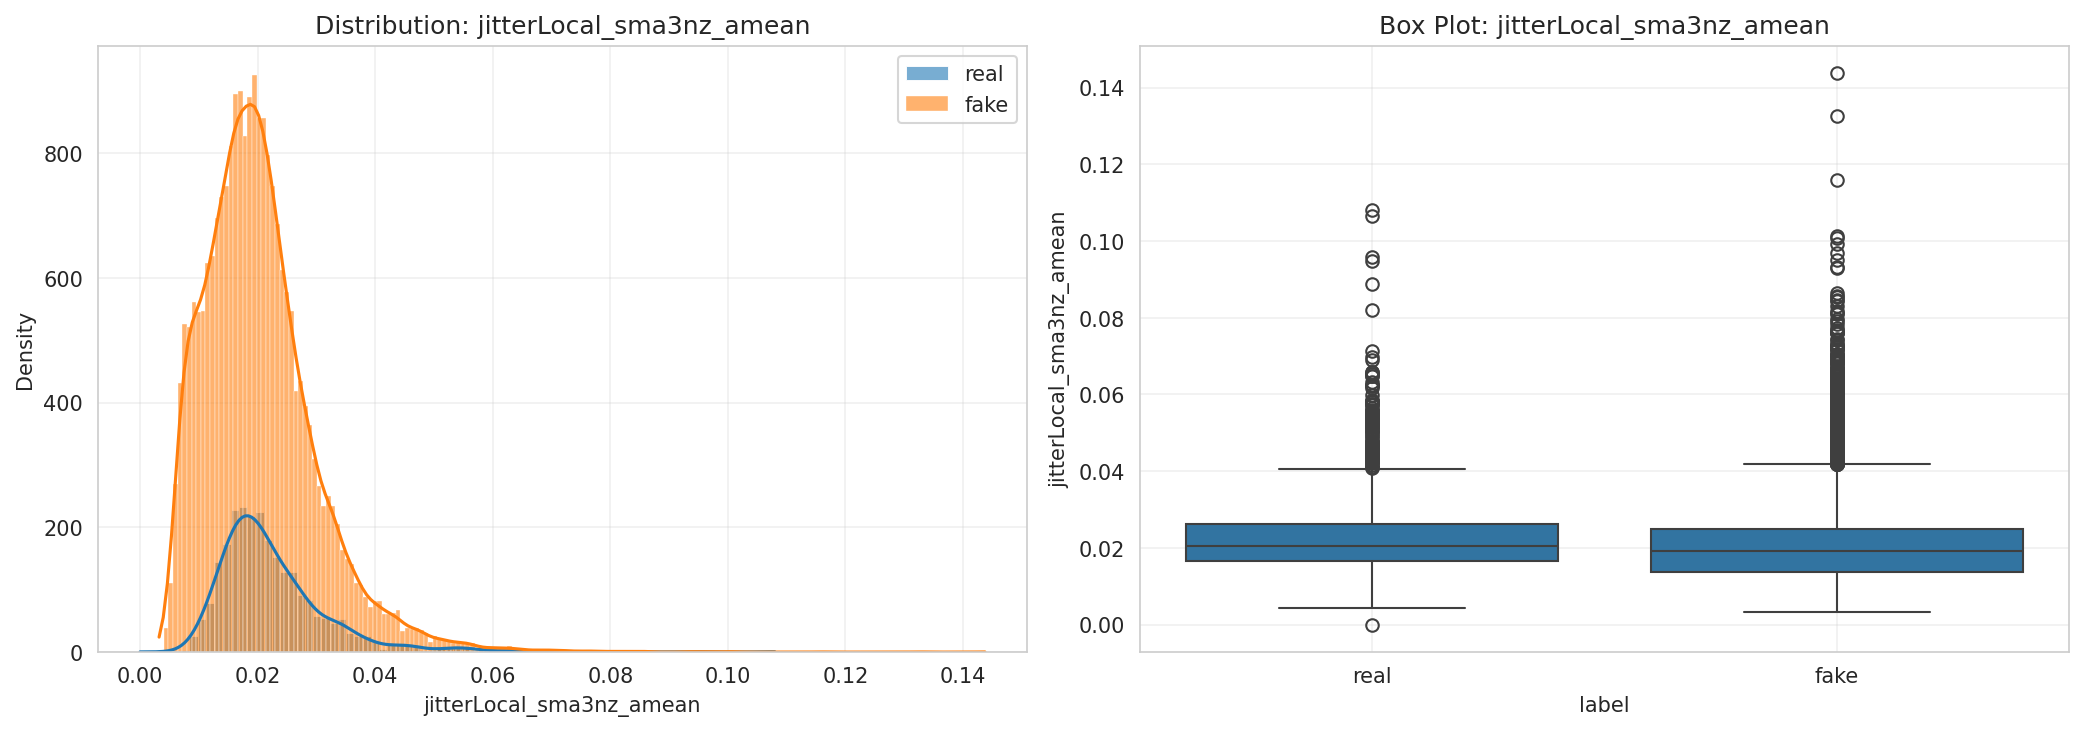 Distribution: jitterLocal_sma3nz_amean
real
fake
Density
800
600
400
200
0
0.00 0.02 0.04 0.06 0.08 0.10 0.12 0.14
jitterLocal_sma3nz_amean
Box Plot: jitterLocal_sma3nz_amean
jitterLocal_sma3nz_amean
0.14
0.12
0.10
0.08
0.06
0.04
0.02
0.00
real fake
label